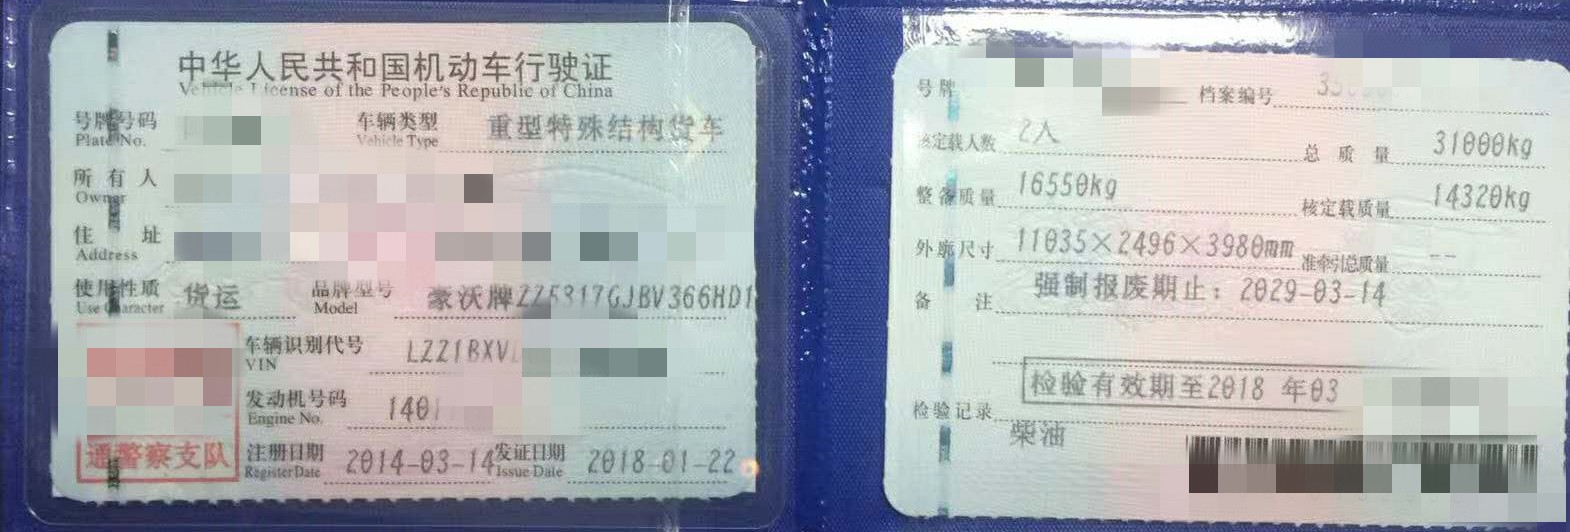 中华人民共和国机动车行驶证
Vehicle License of the People's Republic of China
号牌号码
Plate No.
车辆类型
Vehicle Type
重型特殊结构货车
所有人
Owner
住址
Address
使用性质
Use Character
货运
品牌型号
Model
豪沃牌ZZ5317GJBV366HD1
车辆识别代号
VIN
LZZ1BXV
发动机号码
Engine No.
140
通警察支队
注册日期
Register Date
2014-03-14
发证日期
Issue Date
2018-01-22
号牌
档案编号
核定载人数
2人
总质量
31000kg
整备质量
16550kg
核定载质量
14320kg
外廓尺寸
11035×2496×3980mm
准牵引总质量
--
备注
强制报废期止：2029-03-14
检验有效期至2018 年03
检验记录
柴油